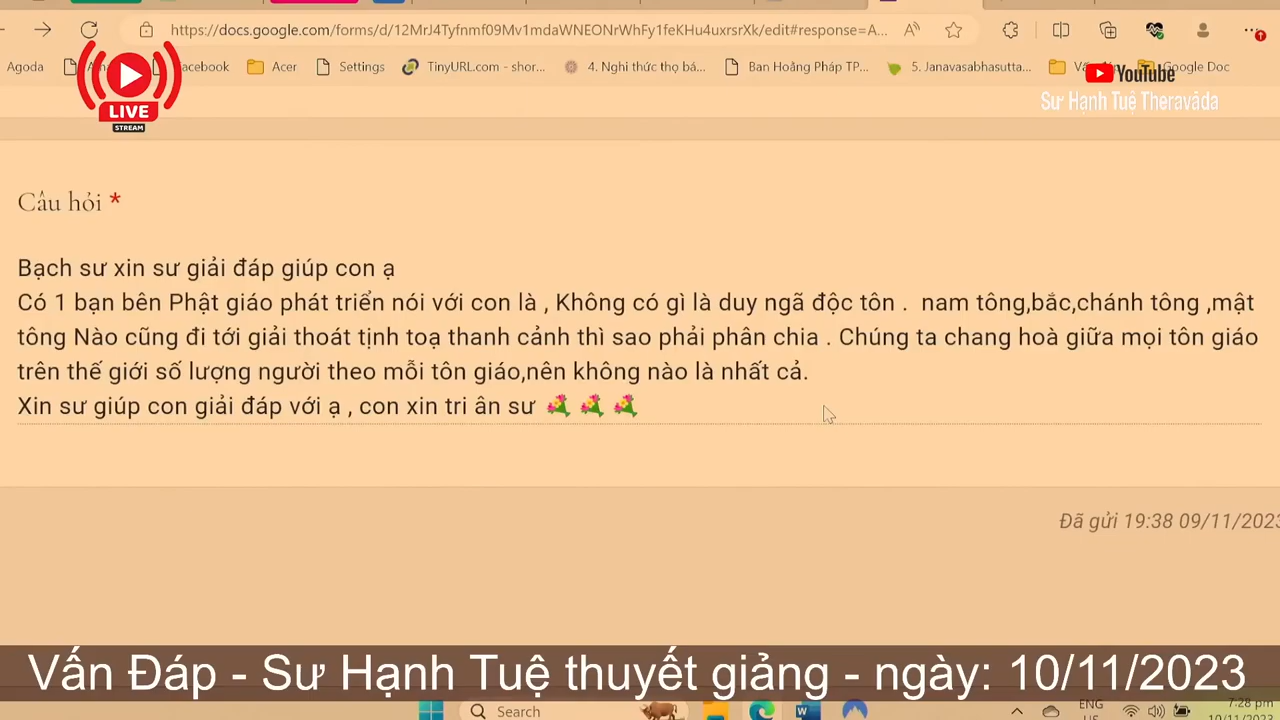 https://docs.google.com/forms/d/12MrJ4Tyfnmf09Mv1mdaWNEONrWhFy1feKHu4uxrsrXk/edit#response=A...
Agoda
Facebook
Acer
Settings
TinyURL.com - shor...
4. Nghi thức thọ bá...
Ban Hoằng Pháp TP...
5. Janavasabhasutta...
Google Doc
LIVE
STREAM
YouTube
Sư Hạnh Tuệ Theravāda
Câu hỏi *
Bạch sư xin sư giải đáp giúp con ạ
Có 1 bạn bên Phật giáo phát triển nói với con là , Không có gì là duy ngã độc tôn . nam tông,bắc,chánh tông ,mật
tông Nào cũng đi tới giải thoát tịnh toạ thanh cảnh thì sao phải phân chia . Chúng ta chang hoà giữa mọi tôn giáo
trên thế giới số lượng người theo mỗi tôn giáo,nên không nào là nhất cả.
Xin sư giúp con giải đáp với ạ , con xin tri ân sư 💐 💐 💐
Đã gửi 19:38 09/11/2023
Vấn Đáp - Sư Hạnh Tuệ thuyết giảng - ngày: 10/11/2023
Search
ENG
7:28 pm
10/11/2023